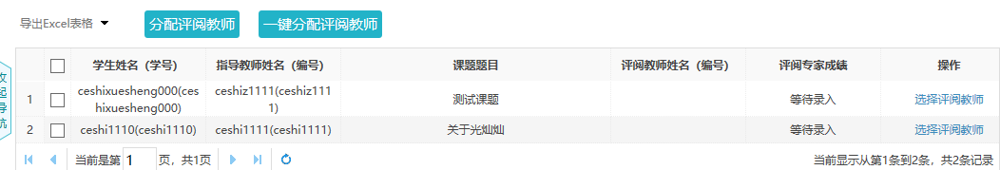 导出Excel表格 分配评阅教师 一键分配评阅教师
学生姓名（学号） 指导教师姓名（编号） 课题题目 评阅教师姓名（编号） 评阅专家成绩 操作
1 ceshixuesheng000(ces ceshiz1111(ceshiz111 测试课题 等待录入 选择评阅教师
hixuesheng000) 1)
2 ceshi1110(ceshi1110) ceshi1111(ceshi1111) 关于光灿灿 等待录入 选择评阅教师
当前是第 1 页，共1页 当前显示从第1条到2条，共2条记录
收
起
导
航